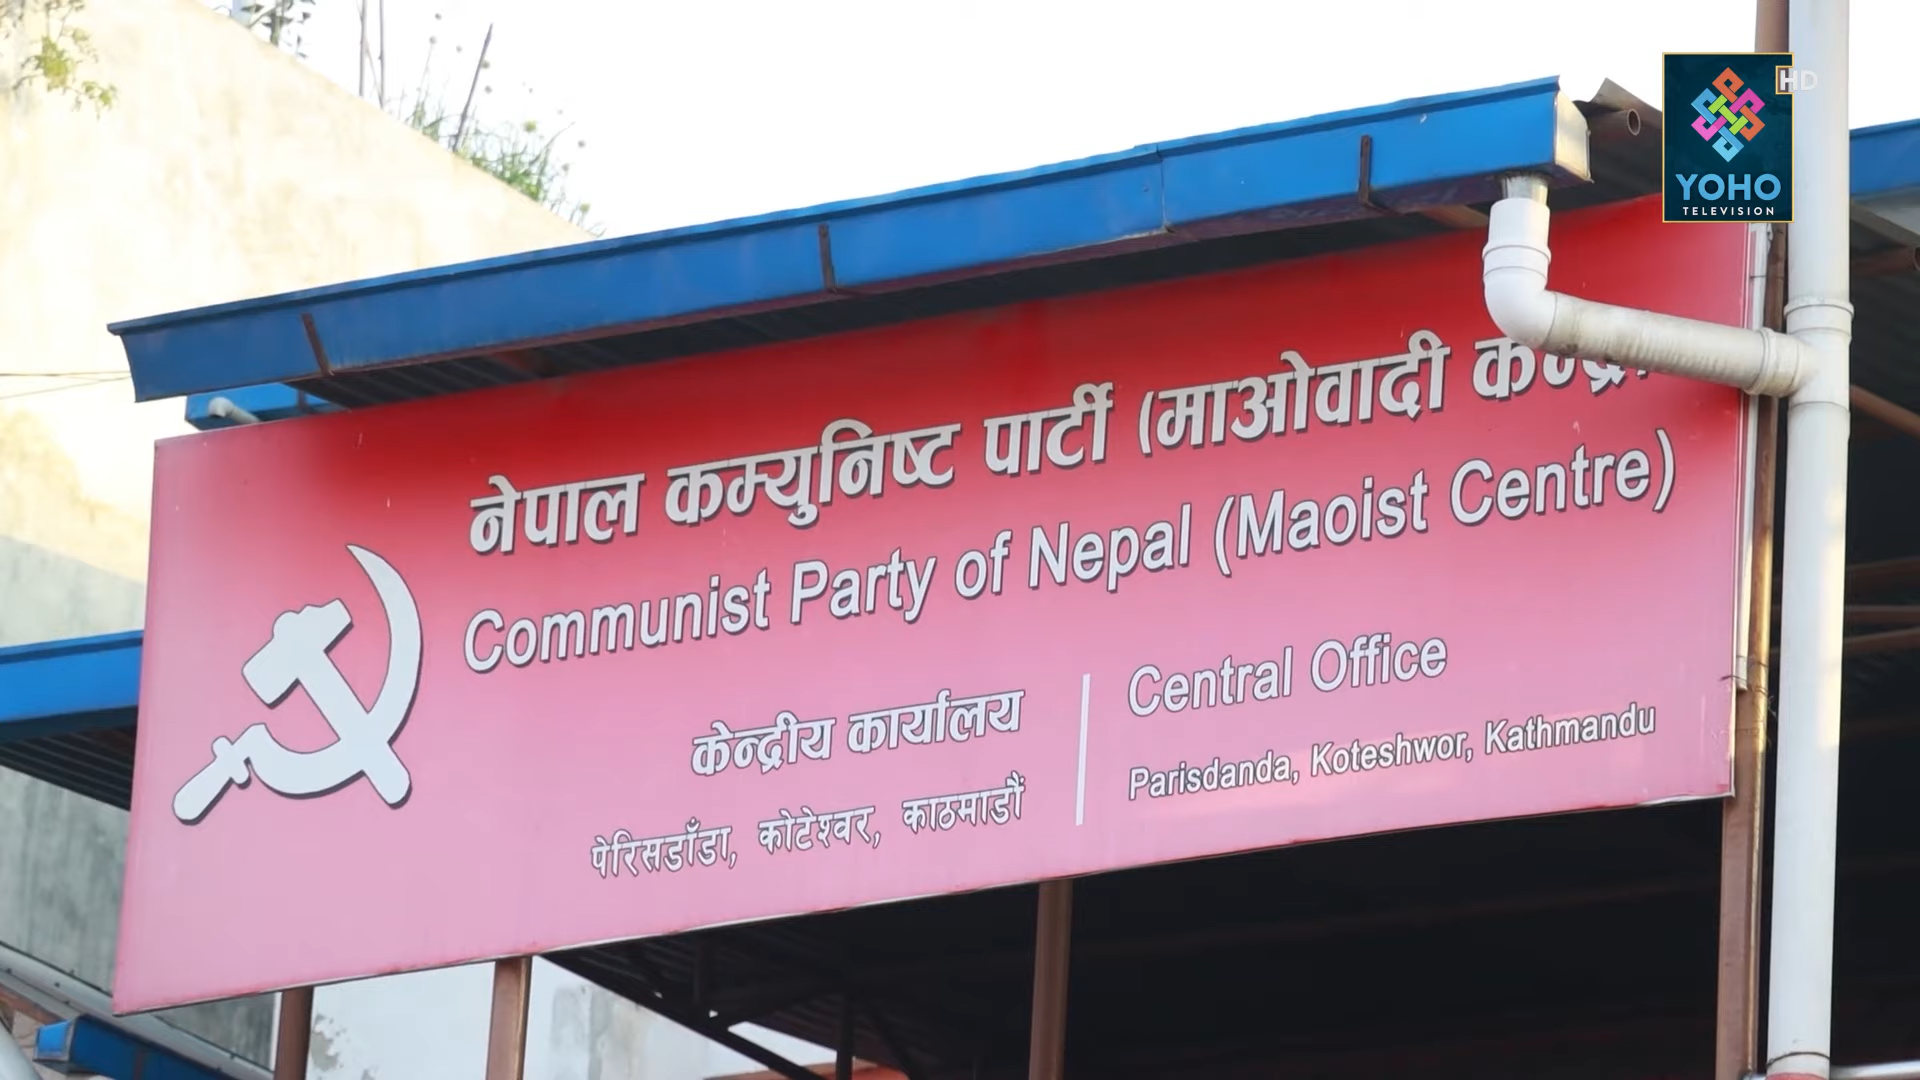 HD
YOHO
TELEVISION
नेपाल कम्युनिष्ट पार्टी (माओवादी
Communist Party of Nepal (Maoist Centre)
केन्द्रीय कार्यालय
पेरिसडाँडा, कोटेश्वर, काठमाडौं
Central Office
Parisdanda, Koteshwor, Kathmandu